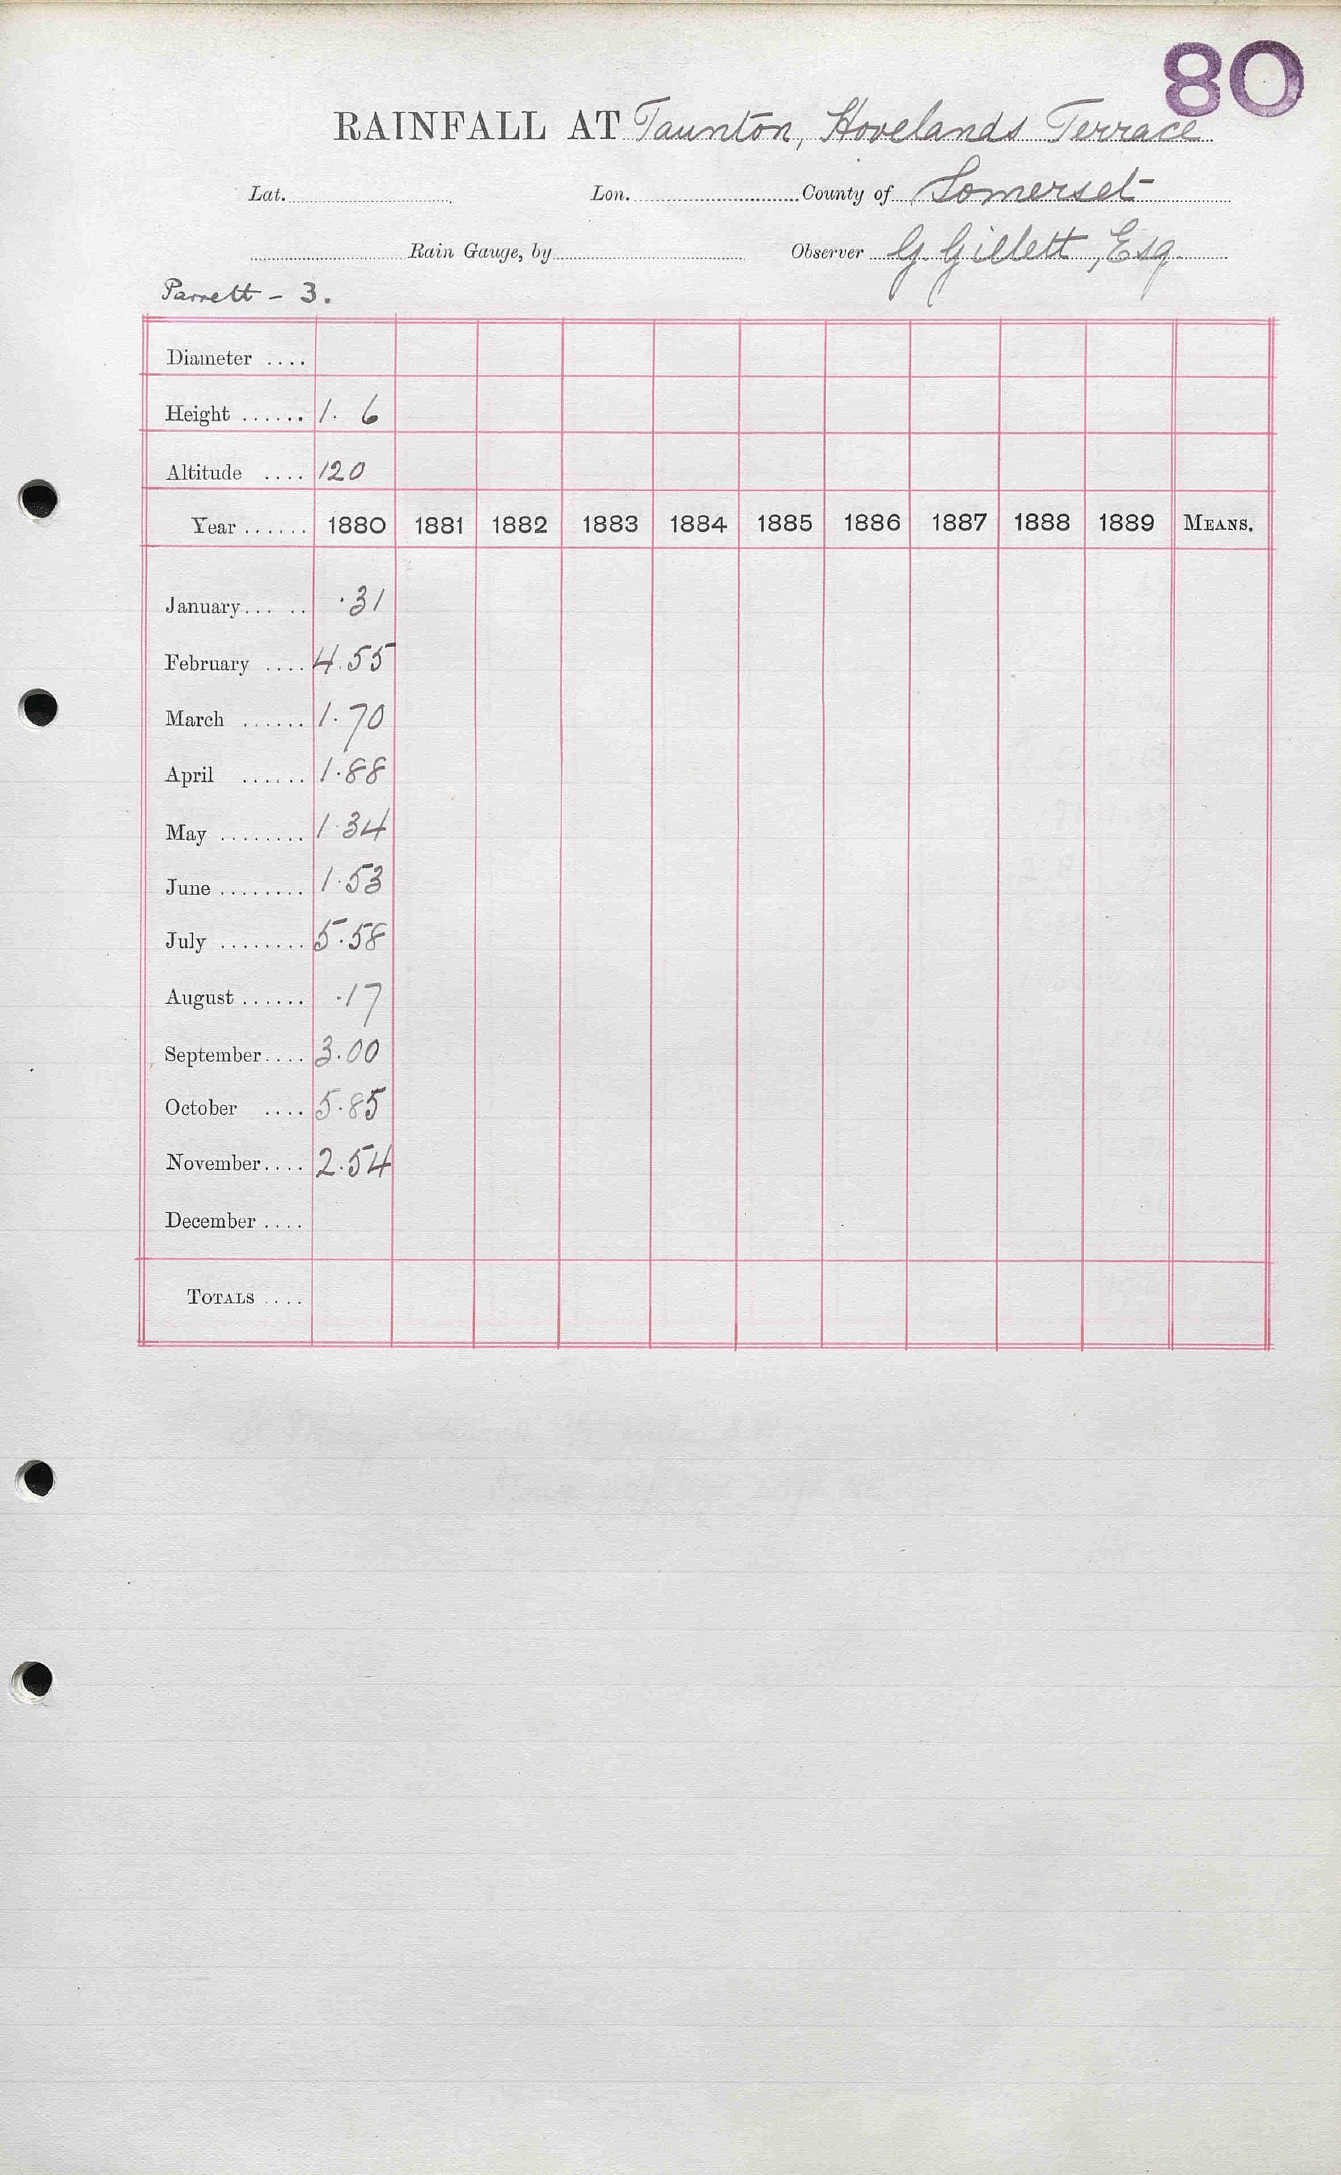 80
RAINFALL AT Taunton, Hovelands Terrace
Lat. Lon. County of Somerset
Rain Gauge, by Observer G Gillett, Esq.
Parrett - 3.
Diameter ....
Height ...... 1. 6
Altitude .... 120
Year ...... 1880 1881 1882 1883 1884 1885 1886 1887 1888 1889 MEANS.
January... .. .31
February .... 4.55
March ...... 1.70
April ...... 1.88
May ........ 1.34
June ........ 1.53
July ........ 5.58
August ...... .17
September.... 3.00
October .... 5.85
November.... 2.54
December ....
TOTALS ....